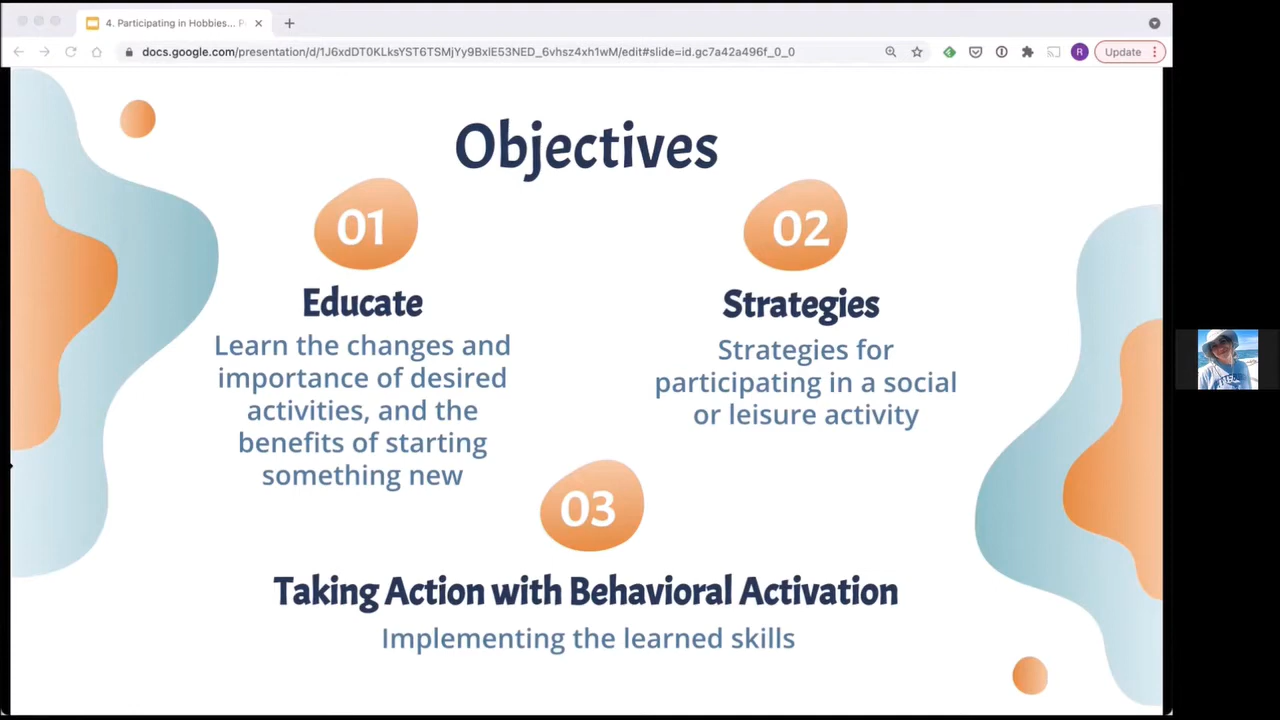 4. Participating in Hobbies... P
docs.google.com/presentation/d/1J6xdDT0KLksYST6TSMjYy9BxIE53NED_6vhsz4xh1wM/edit#slide=id.gc7a42a496f_0_0
R
Update
Objectives
01
Educate
Learn the changes and
importance of desired
activities, and the
benefits of starting
something new
02
Strategies
Strategies for
participating in a social
or leisure activity
03
Taking Action with Behavioral Activation
Implementing the learned skills